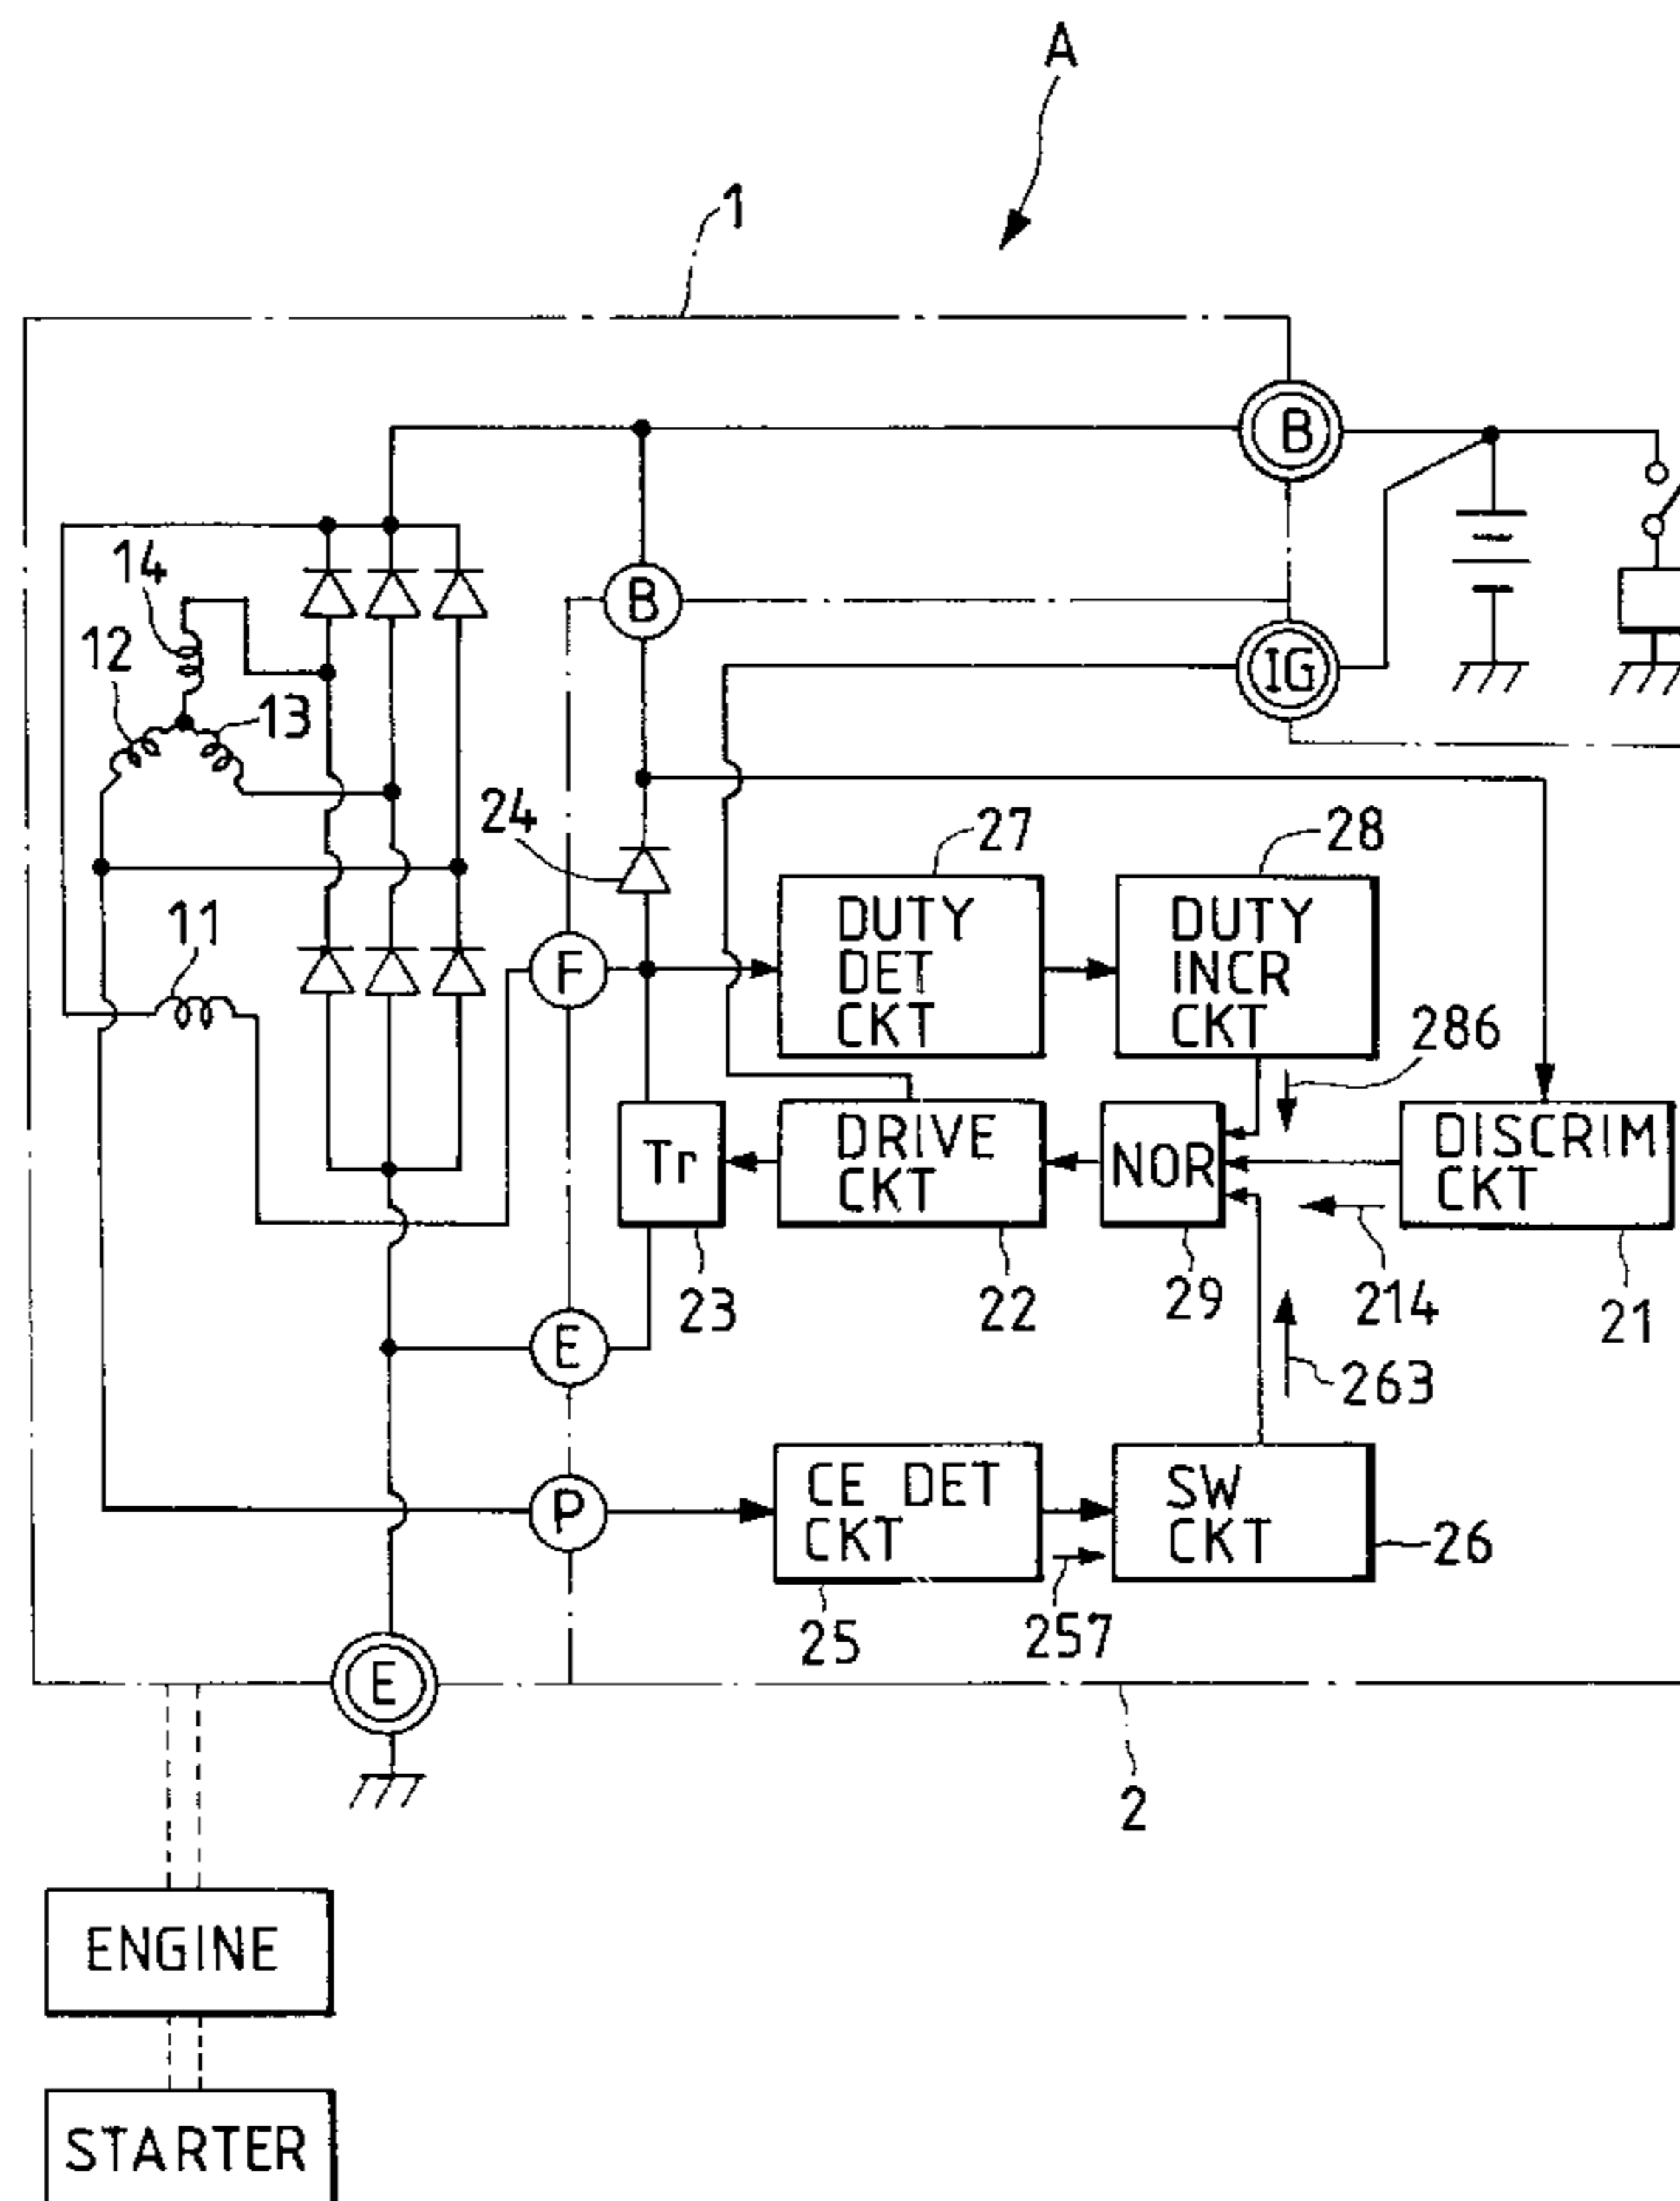 A
1
B
14
B
12
IG
13
24
27
28
11
DUTY
DET
CKT
DUTY
INCR
CKT
F
286
Tr
DRIVE
CKT
NOR
DISCRIM
CKT
23
22
29
214
21
E
263
P
CE DET
CKT
SW
CKT
26
25
257
E
2
ENGINE
STARTER